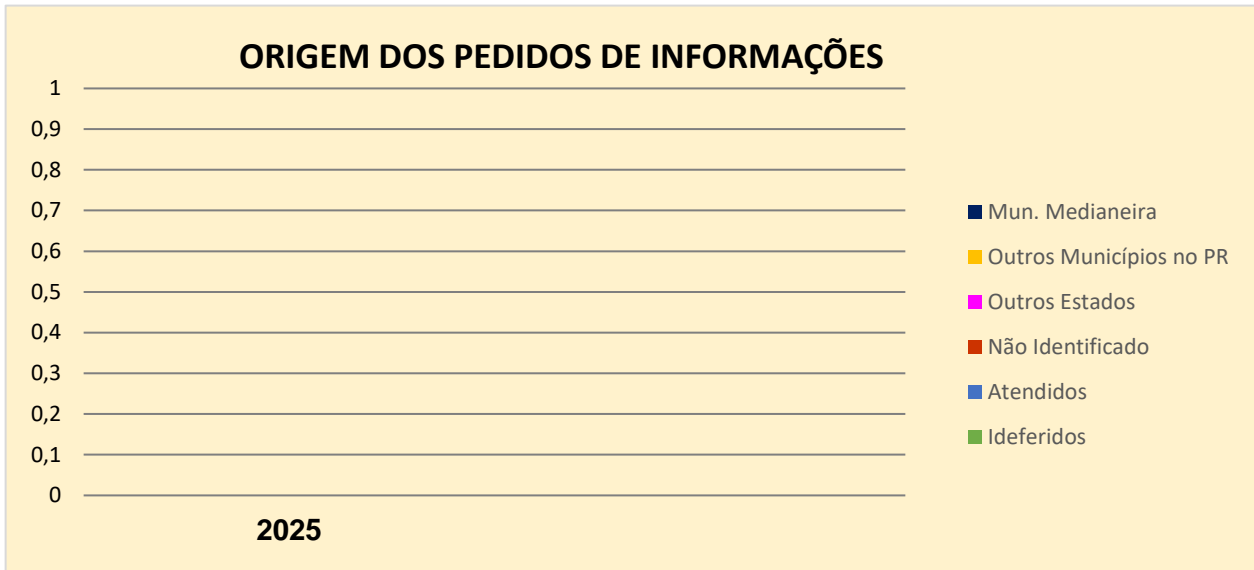 ORIGEM DOS PEDIDOS DE INFORMAÇÕES
1
0,9
0,8
0,7
0,6
0,5
0,4
0,3
0,2
0,1
0
2025
Mun. Medianeira
Outros Municípios no PR
Outros Estados
Não Identificado
Atendidos
Ideferidos